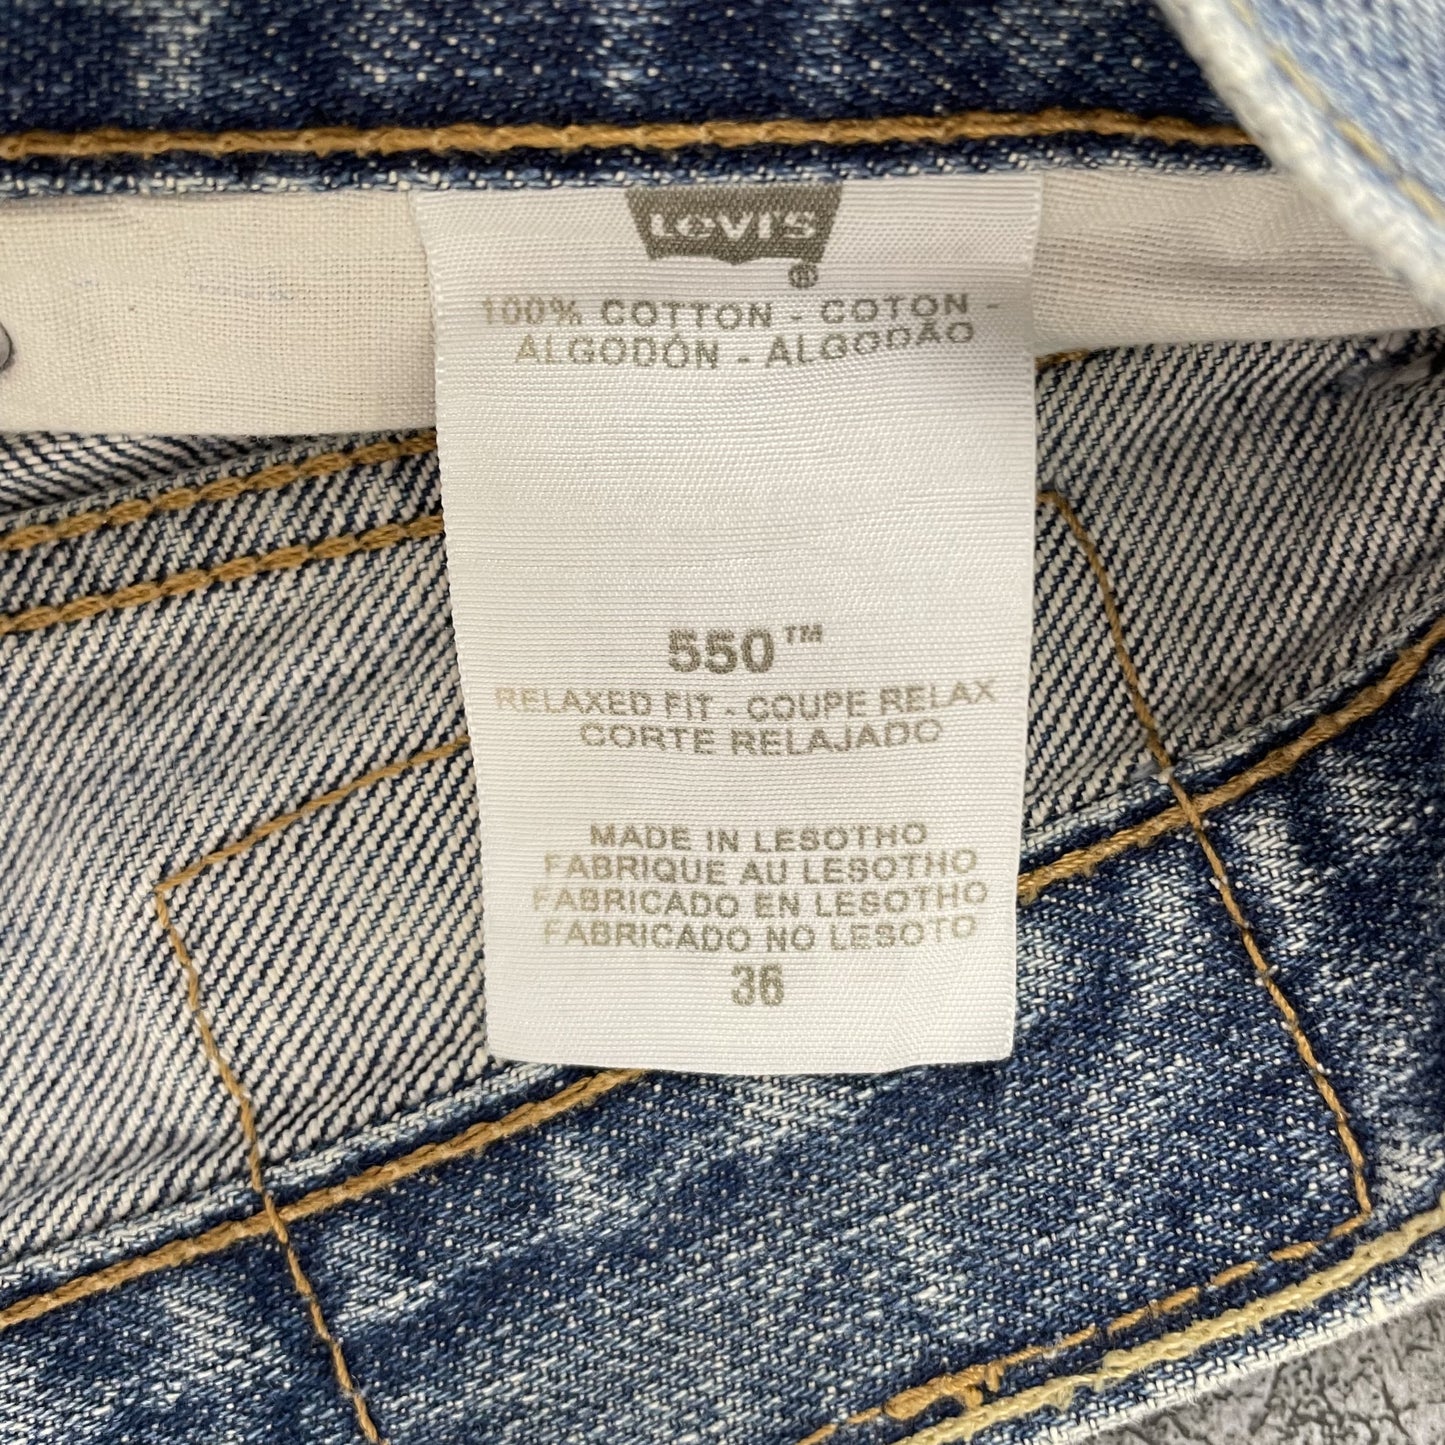 Levi's
®
100% COTTON - COTON -
ALGODÓN - ALGODÃO
550™
RELAXED FIT - COUPE RELAX
CORTE RELAJADO
MADE IN LESOTHO
FABRIQUE AU LESOTHO
FABRICADO EN LESOTHO
FABRICADO NO LESOTO
36